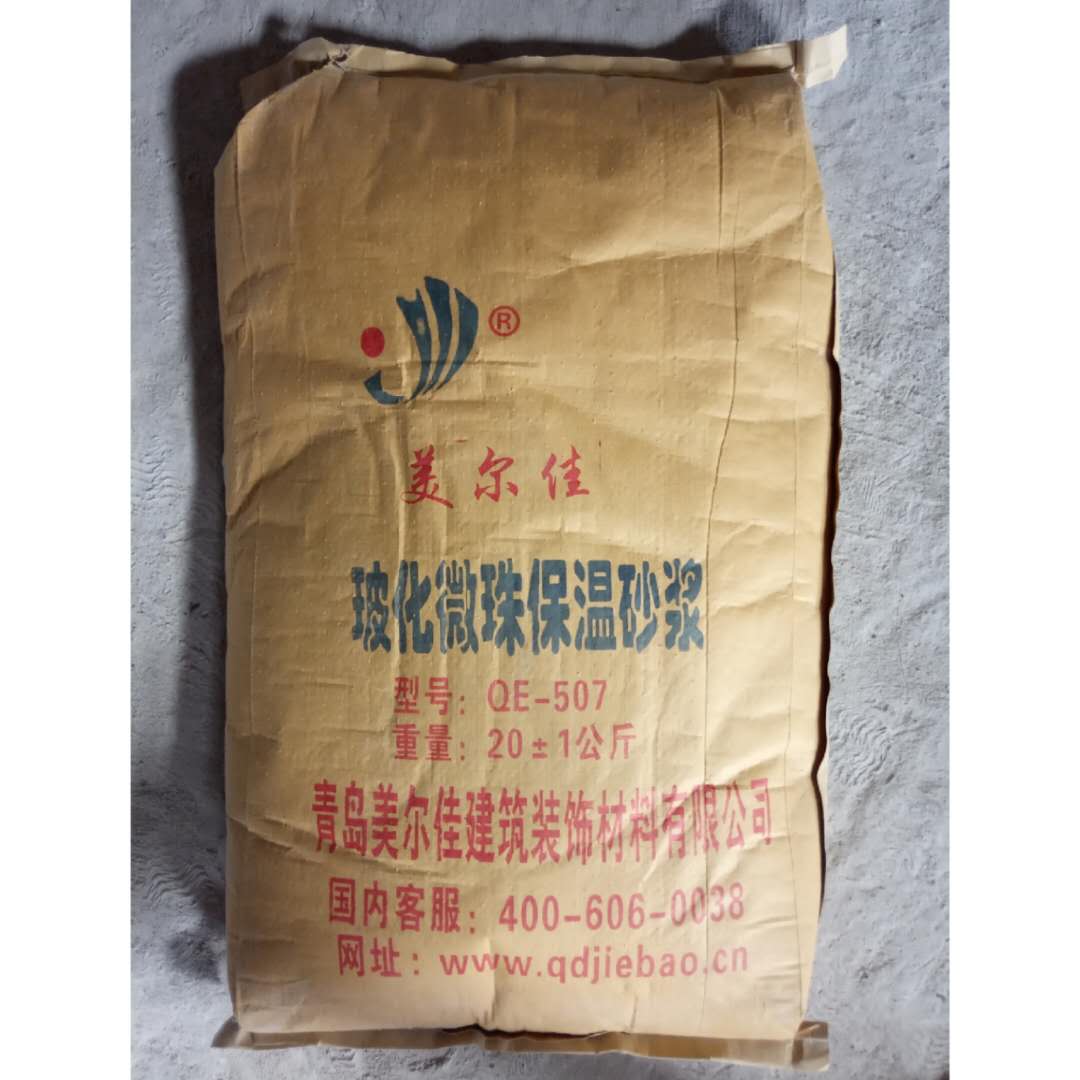 ®
美尔佳
玻化微珠保温砂浆
型号：QE-507
重量：20±1公斤
青岛美尔佳建筑装饰材料有限公司
国内客服：400-606-0038
网址：www.qdjiebao.cn